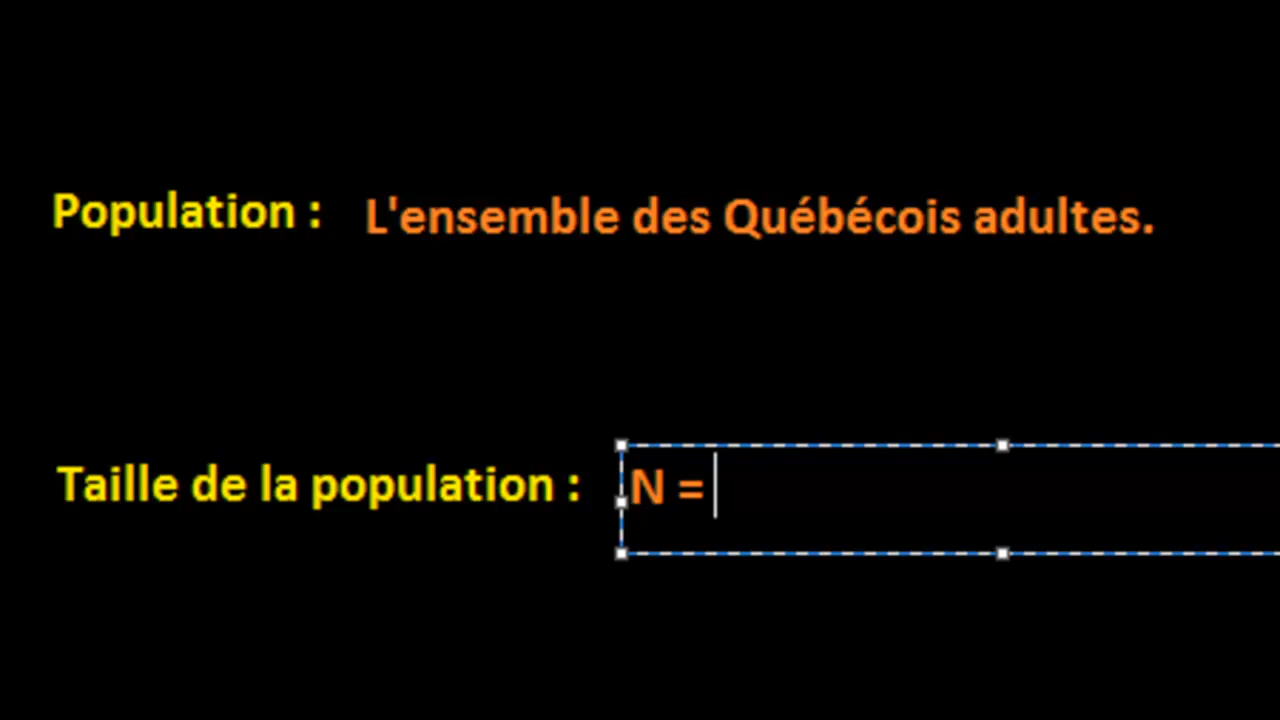 Population : L'ensemble des Québécois adultes.
Taille de la population : N =